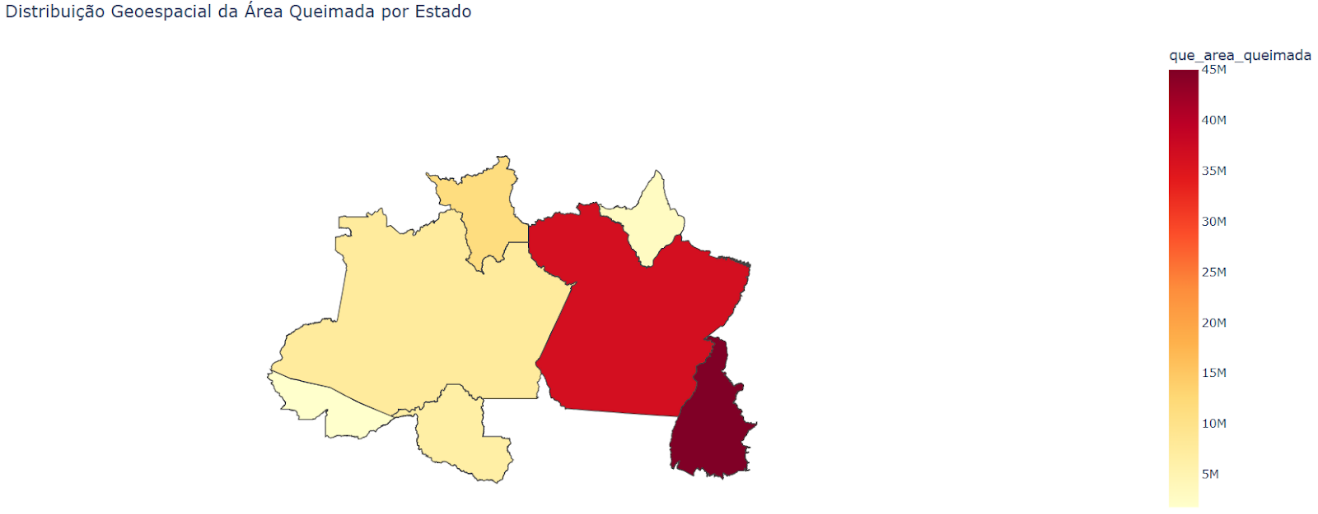 Distribuição Geoespacial da Área Queimada por Estado
que_area_queimada
45M
40M
35M
30M
25M
20M
15M
10M
5M